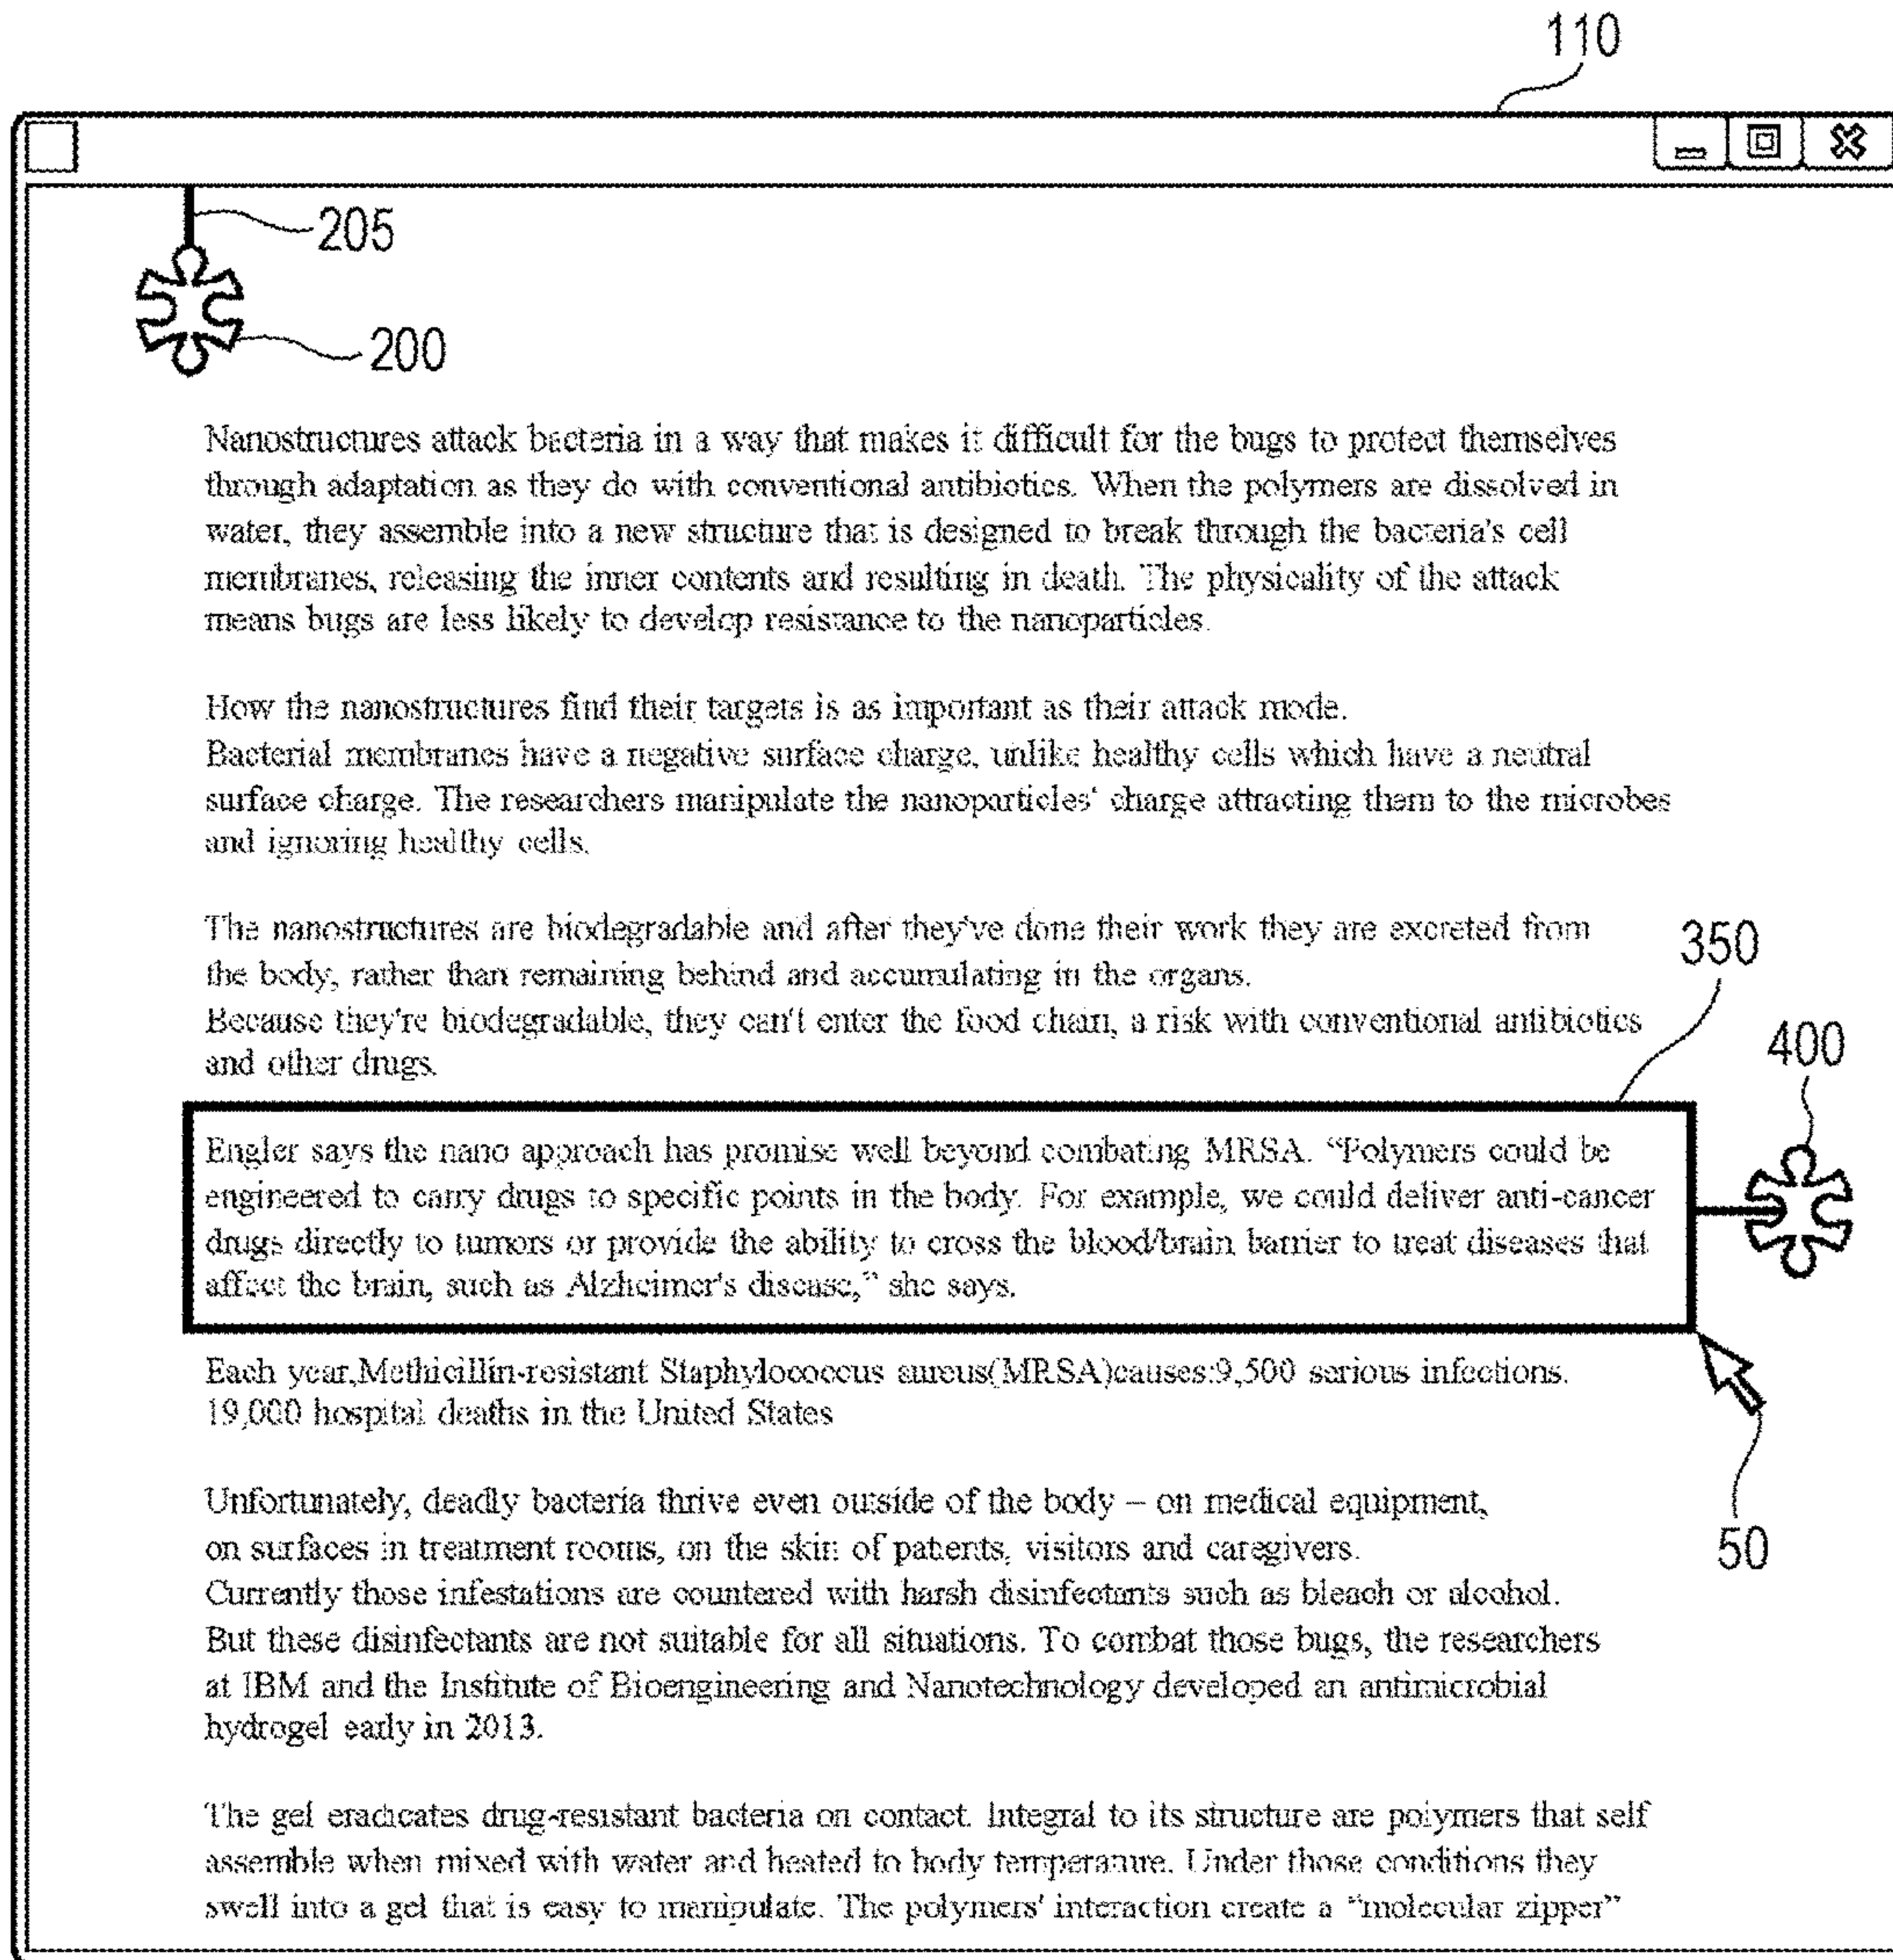 110
205
200
Nanostructures attack bacteria in a way that makes it difficult for the bugs to protect themselves
through adaptation as they do with conventional antibiotics. When the polymers are dissolved in
water, they assemble into a new structure that is designed to break through the bacteria's cell
membranes, releasing the inner contents and resulting in death. The physicality of the attack
means bugs are less likely to develop resistance to the nanoparticles.
How the nanostructures find their targets is as important as their attack mode.
Bacterial membranes have a negative surface charge, unlike healthy cells which have a neutral
surface charge. The researchers manipulate the nanoparticles' charge attracting them to the microbes
and ignoring healthy cells.
The nanostructures are biodegradable and after they've done their work they are excreted from
the body, rather than remaining behind and accumulating in the organs.
Because they're biodegradable, they can't enter the food chain, a risk with conventional antibiotics
and other drugs.
350
400
Engler says the nano approach has promise well beyond combating MRSA. “Polymers could be
engineered to carry drugs to specific points in the body. For example, we could deliver anti-cancer
drugs directly to tumors or provide the ability to cross the blood/brain barrier to treat diseases that
affect the brain, such as Alzheimer's disease,” she says.
Each year,Methicillin-resistant Staphylococcus aureus(MRSA)causes:9,500 serious infections.
19,000 hospital deaths in the United States
50
Unfortunately, deadly bacteria thrive even outside of the body – on medical equipment,
on surfaces in treatment rooms, on the skin of patients, visitors and caregivers.
Currently those infestations are countered with harsh disinfectants such as bleach or alcohol.
But these disinfectants are not suitable for all situations. To combat those bugs, the researchers
at IBM and the Institute of Bioengineering and Nanotechnology developed an antimicrobial
hydrogel early in 2013.
The gel eradicates drug-resistant bacteria on contact. Integral to its structure are polymers that self
assemble when mixed with water and heated to body temperature. Under those conditions they
swell into a gel that is easy to manipulate. The polymers' interaction create a “molecular zipper”